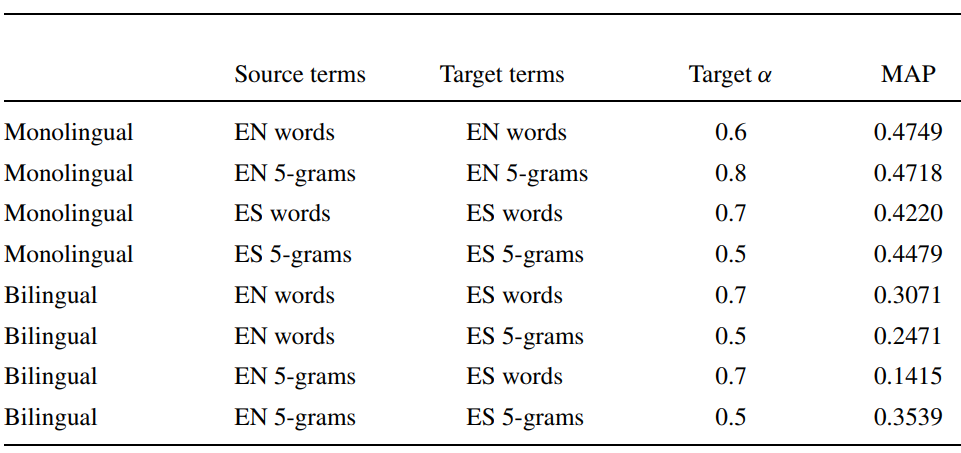 Source terms Target terms Target α MAP
Monolingual EN words EN words 0.6 0.4749
Monolingual EN 5-grams EN 5-grams 0.8 0.4718
Monolingual ES words ES words 0.7 0.4220
Monolingual ES 5-grams ES 5-grams 0.5 0.4479
Bilingual EN words ES words 0.7 0.3071
Bilingual EN words ES 5-grams 0.5 0.2471
Bilingual EN 5-grams ES words 0.7 0.1415
Bilingual EN 5-grams ES 5-grams 0.5 0.3539